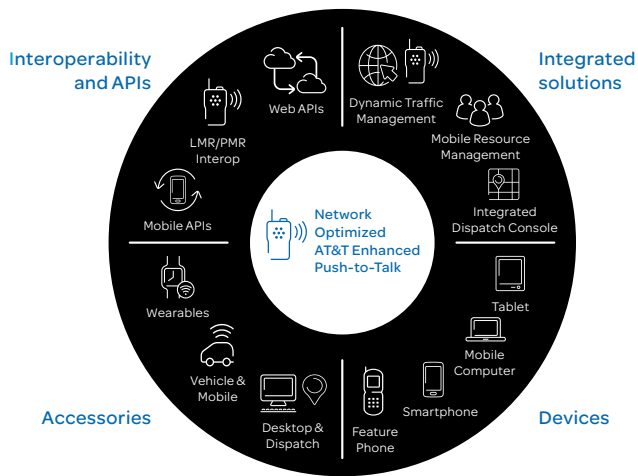 Interoperability
and APIs
Integrated
solutions
Web APIs
Dynamic Traffic
Management
LMR/PMR
Interop
Mobile Resource
Management
Mobile APIs
Integrated
Dispatch Console
Network
Optimized
AT&T Enhanced
Push-to-Talk
Wearables
Tablet
Vehicle &
Mobile
Mobile
Computer
Desktop &
Dispatch
Feature
Phone
Smartphone
Accessories
Devices